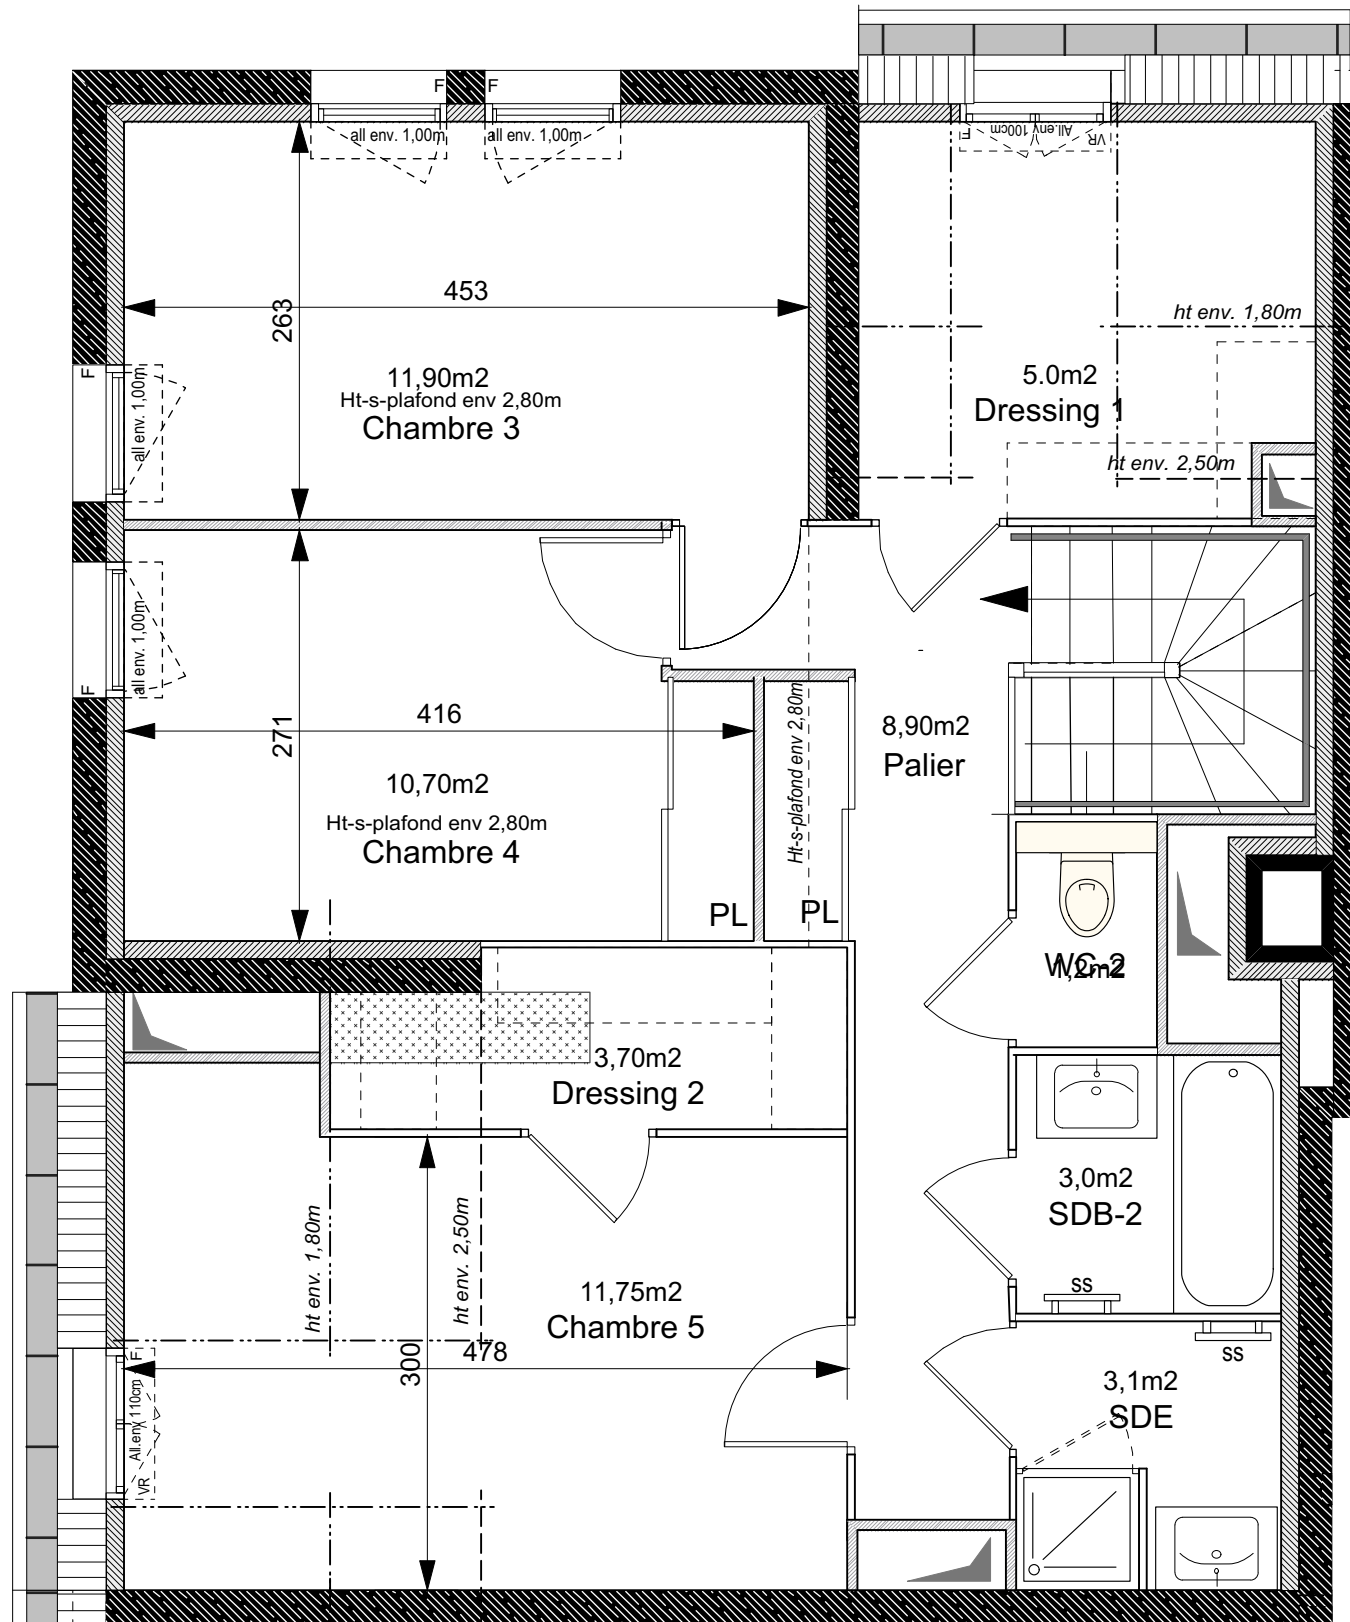 F
F
all env. 1,00m
all env. 1,00m
F
All.env 100cm
VR
453
263
ht env. 1,80m
11,90m2
Ht-s-plafond env 2,80m
Chambre 3
5.0m2
Dressing 1
F
all env. 1,00m
ht env. 2,50m
all env. 1,00m
F
416
271
10,70m2
Ht-s-plafond env 2,80m
Chambre 4
Ht-s-plafond env 2,80m
8,90m2
Palier
PL
PL
WC-2
1,2m2
3,70m2
Dressing 2
3,0m2
SDB-2
SS
ht env. 1,80m
ht env. 2,50m
11,75m2
Chambre 5
478
300
F
All.env 110cm
VR
SS
3,1m2
SDE